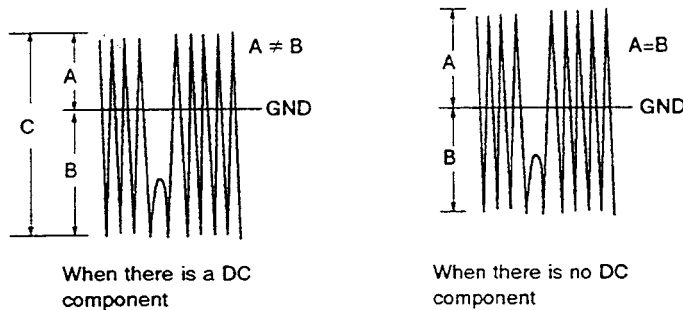 A ≠ B
A
GND
C
B
When there is a DC
component
A=B
A
GND
B
When there is no DC
component